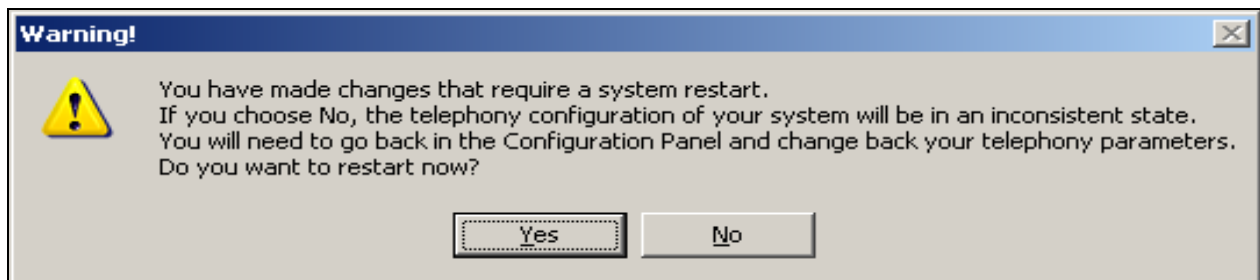 Warning!
You have made changes that require a system restart.
If you choose No, the telephony configuration of your system will be in an inconsistent state.
You will need to go back in the Configuration Panel and change back your telephony parameters.
Do you want to restart now?
Yes No